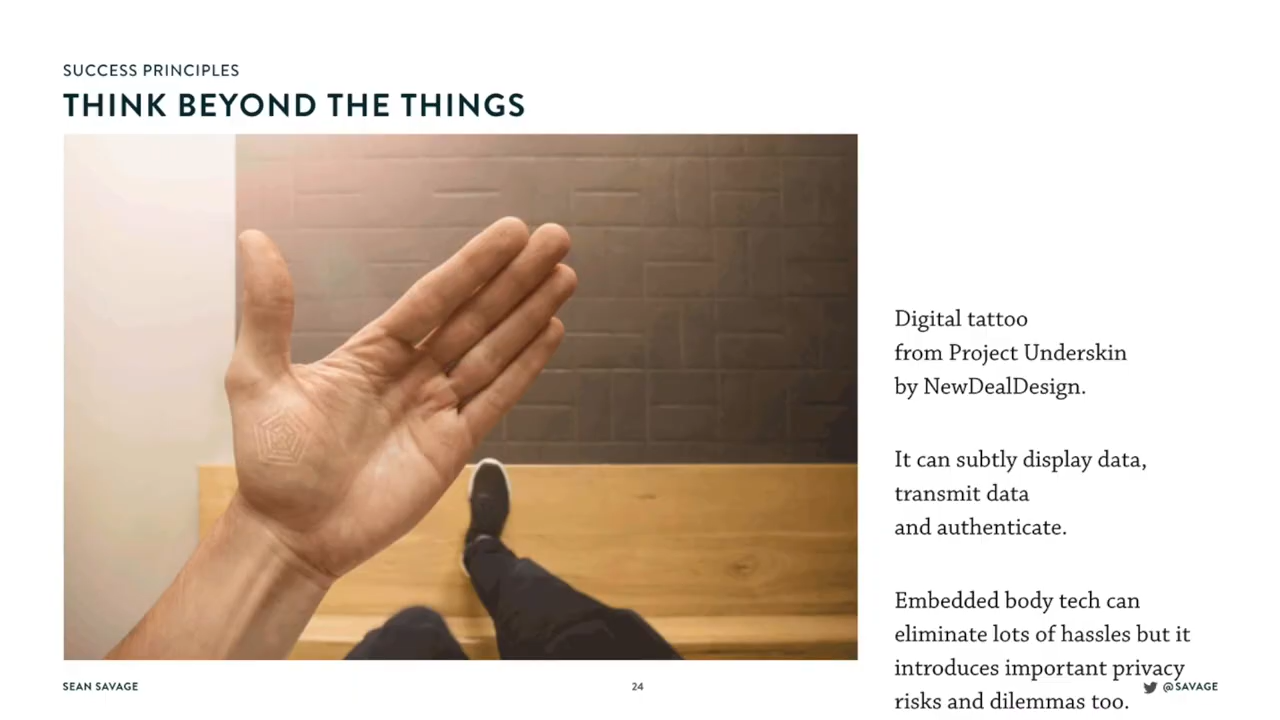 SUCCESS PRINCIPLES
THINK BEYOND THE THINGS
Digital tattoo
from Project Underskin
by NewDealDesign.
It can subtly display data,
transmit data
and authenticate.
Embedded body tech can
eliminate lots of hassles but it
introduces important privacy
risks and dilemmas too.
SEAN SAVAGE
24
@SAVAGE